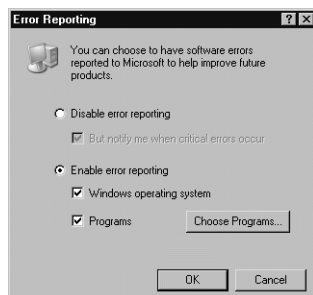 Error Reporting
You can choose to have software errors
reported to Microsoft to help improve future
products.
Disable error reporting
But notify me when critical errors occur.
Enable error reporting
Windows operating system
Programs
Choose Programs...
OK
Cancel